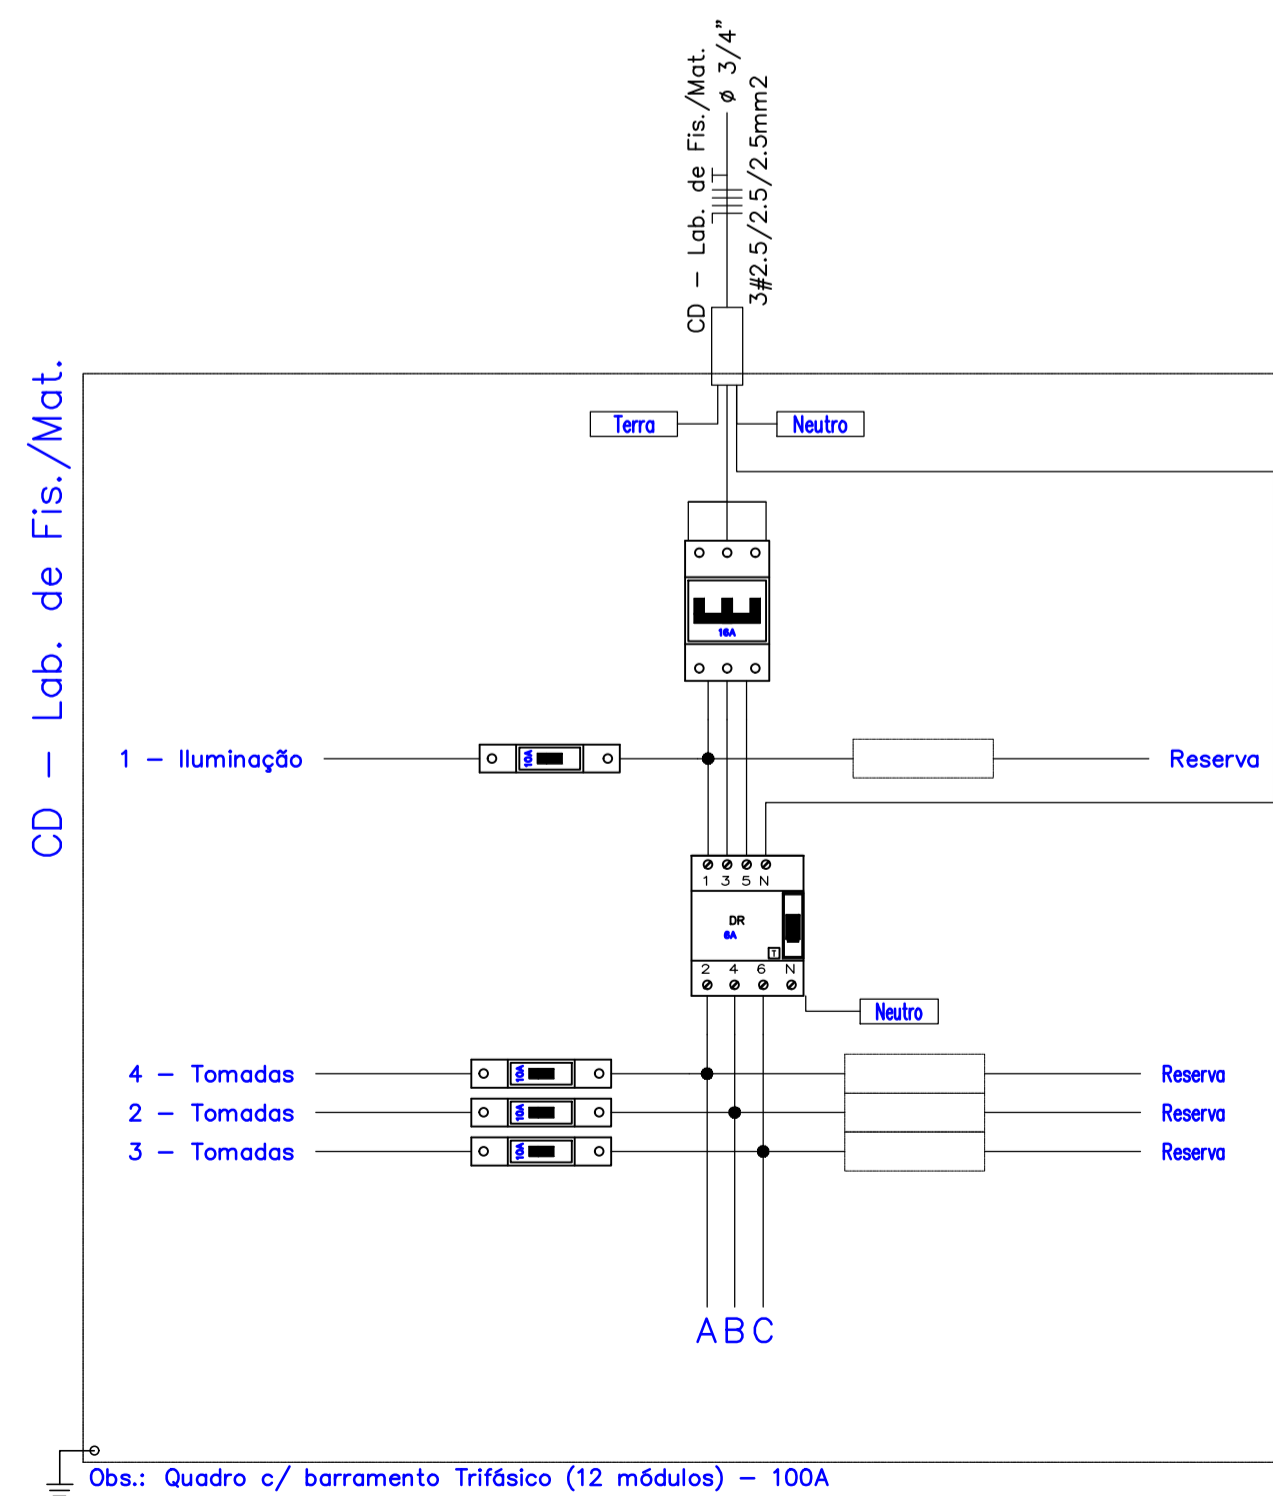 CD - Lab. de Fis./Mat.
ø 3/4"
3#2.5/2.5/2.5mm2
CD - Lab. de Fis./Mat.
Terra
Neutro
16A
1 - Iluminação
10A
Reserva
1 3 5 N
DR
6A
T
2 4 6 N
Neutro
4 - Tomadas
10A
Reserva
2 - Tomadas
10A
Reserva
3 - Tomadas
10A
Reserva
A B C
Obs.: Quadro c/ barramento Trifásico (12 módulos) - 100A